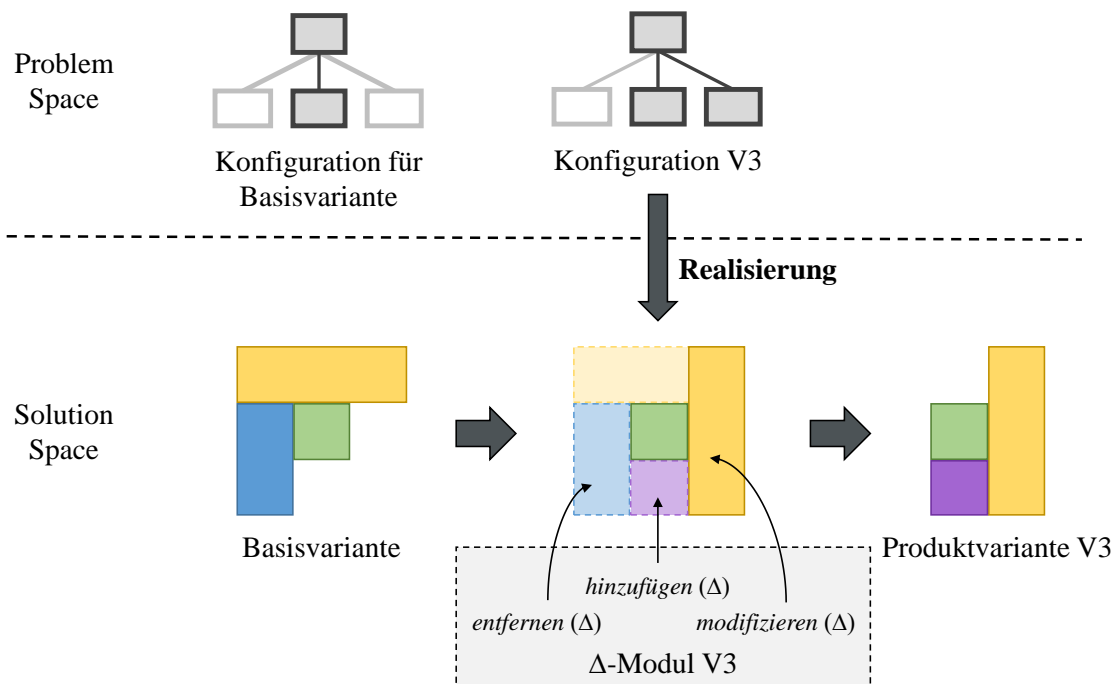 Problem
Space
Konfiguration für
Basisvariante
Konfiguration V3
Realisierung
Solution
Space
Basisvariante
Produktvariante V3
hinzufügen (Δ)
entfernen (Δ)
modifizieren (Δ)
Δ-Modul V3